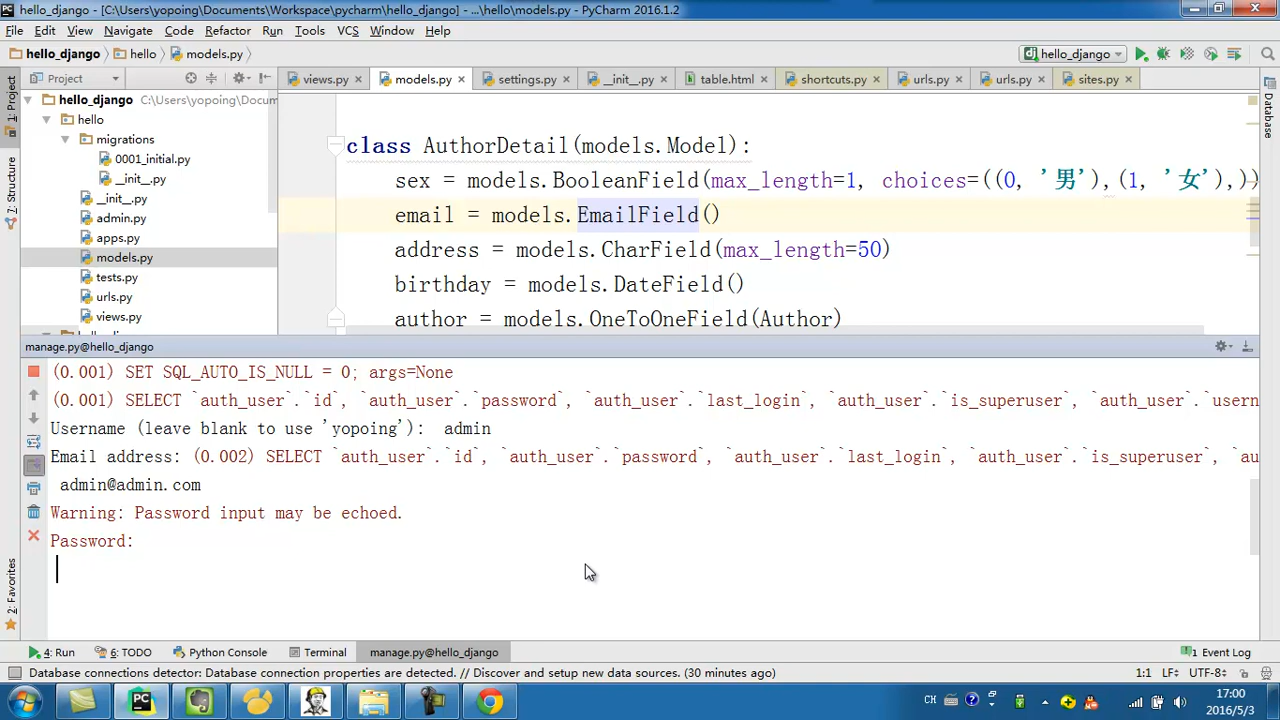 hello_django - [C:\Users\yopoing\Documents\Workspace\pycharm\hello_django] - ...\hello\models.py - PyCharm 2016.1.2
File Edit View Navigate Code Refactor Run Tools VCS Window Help
hello_django hello models.py hello_django
Project views.py models.py settings.py __init__.py table.html shortcuts.py urls.py urls.py sites.py
1: Project
7: Structure
2: Favorites
Database
hello_django C:\Users\yopoing\Docum
hello
migrations
0001_initial.py
__init__.py
__init__.py
admin.py
apps.py
models.py
tests.py
urls.py
views.py
class AuthorDetail(models.Model):
sex = models.BooleanField(max_length=1, choices=((0, '男'),(1, '女'),))
email = models.EmailField()
address = models.CharField(max_length=50)
birthday = models.DateField()
author = models.OneToOneField(Author)
manage.py@hello_django
(0.001) SET SQL_AUTO_IS_NULL = 0; args=None
(0.001) SELECT `auth_user`.`id`, `auth_user`.`password`, `auth_user`.`last_login`, `auth_user`.`is_superuser`, `auth_user`.`usern
Username (leave blank to use 'yopoing'): admin
Email address: (0.002) SELECT `auth_user`.`id`, `auth_user`.`password`, `auth_user`.`last_login`, `auth_user`.`is_superuser`, `au
admin@admin.com
Warning: Password input may be echoed.
Password:
4: Run 6: TODO Python Console Terminal manage.py@hello_django 1 Event Log
Database connections detector: Database connection properties are detected. // Discover and setup new data sources. (30 minutes ago) 1:1 LF÷ UTF-8÷
CH 17:00
2016/5/3